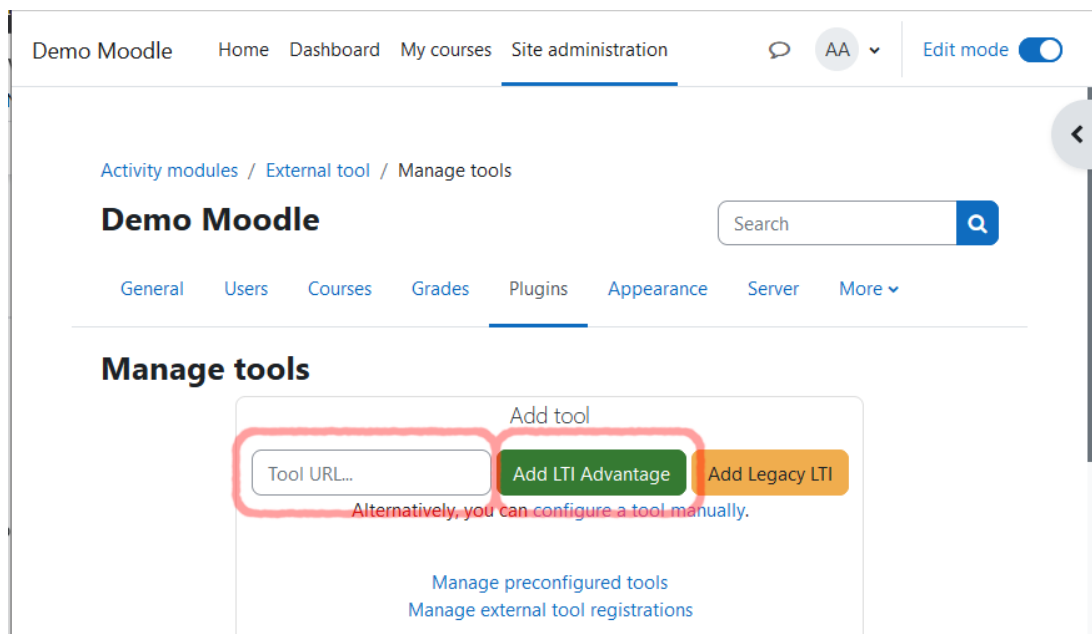 Demo Moodle Home Dashboard My courses Site administration AA Edit mode
Activity modules / External tool / Manage tools
Demo Moodle
Search
General Users Courses Grades Plugins Appearance Server More
Manage tools
Add tool
Tool URL... Add LTI Advantage Add Legacy LTI
Alternatively, you can configure a tool manually.
Manage preconfigured tools
Manage external tool registrations